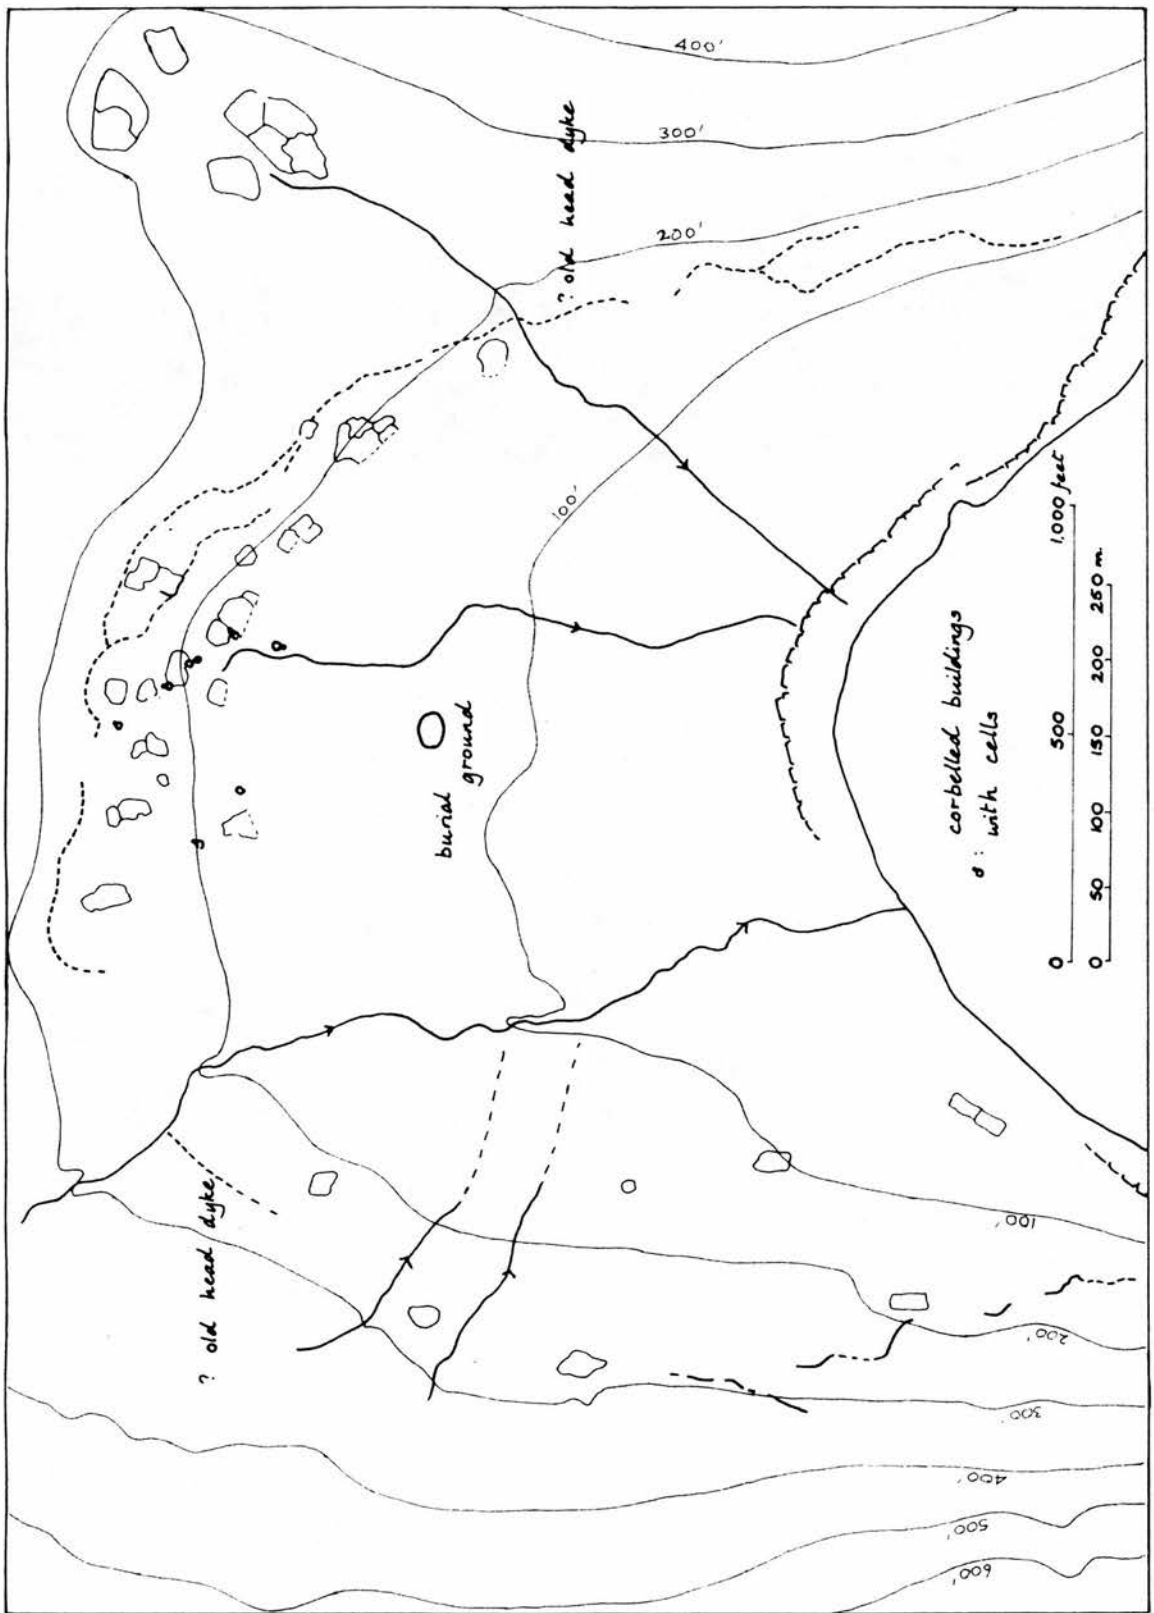 400'
300'
200'
? old head dyke
100'
burial
ground
corbelled buildings
: with cells
0 500 1,000 feet
0 50 100 150 200 250 m.
? old head dyke
100'
200'
300'
400'
500'
600'